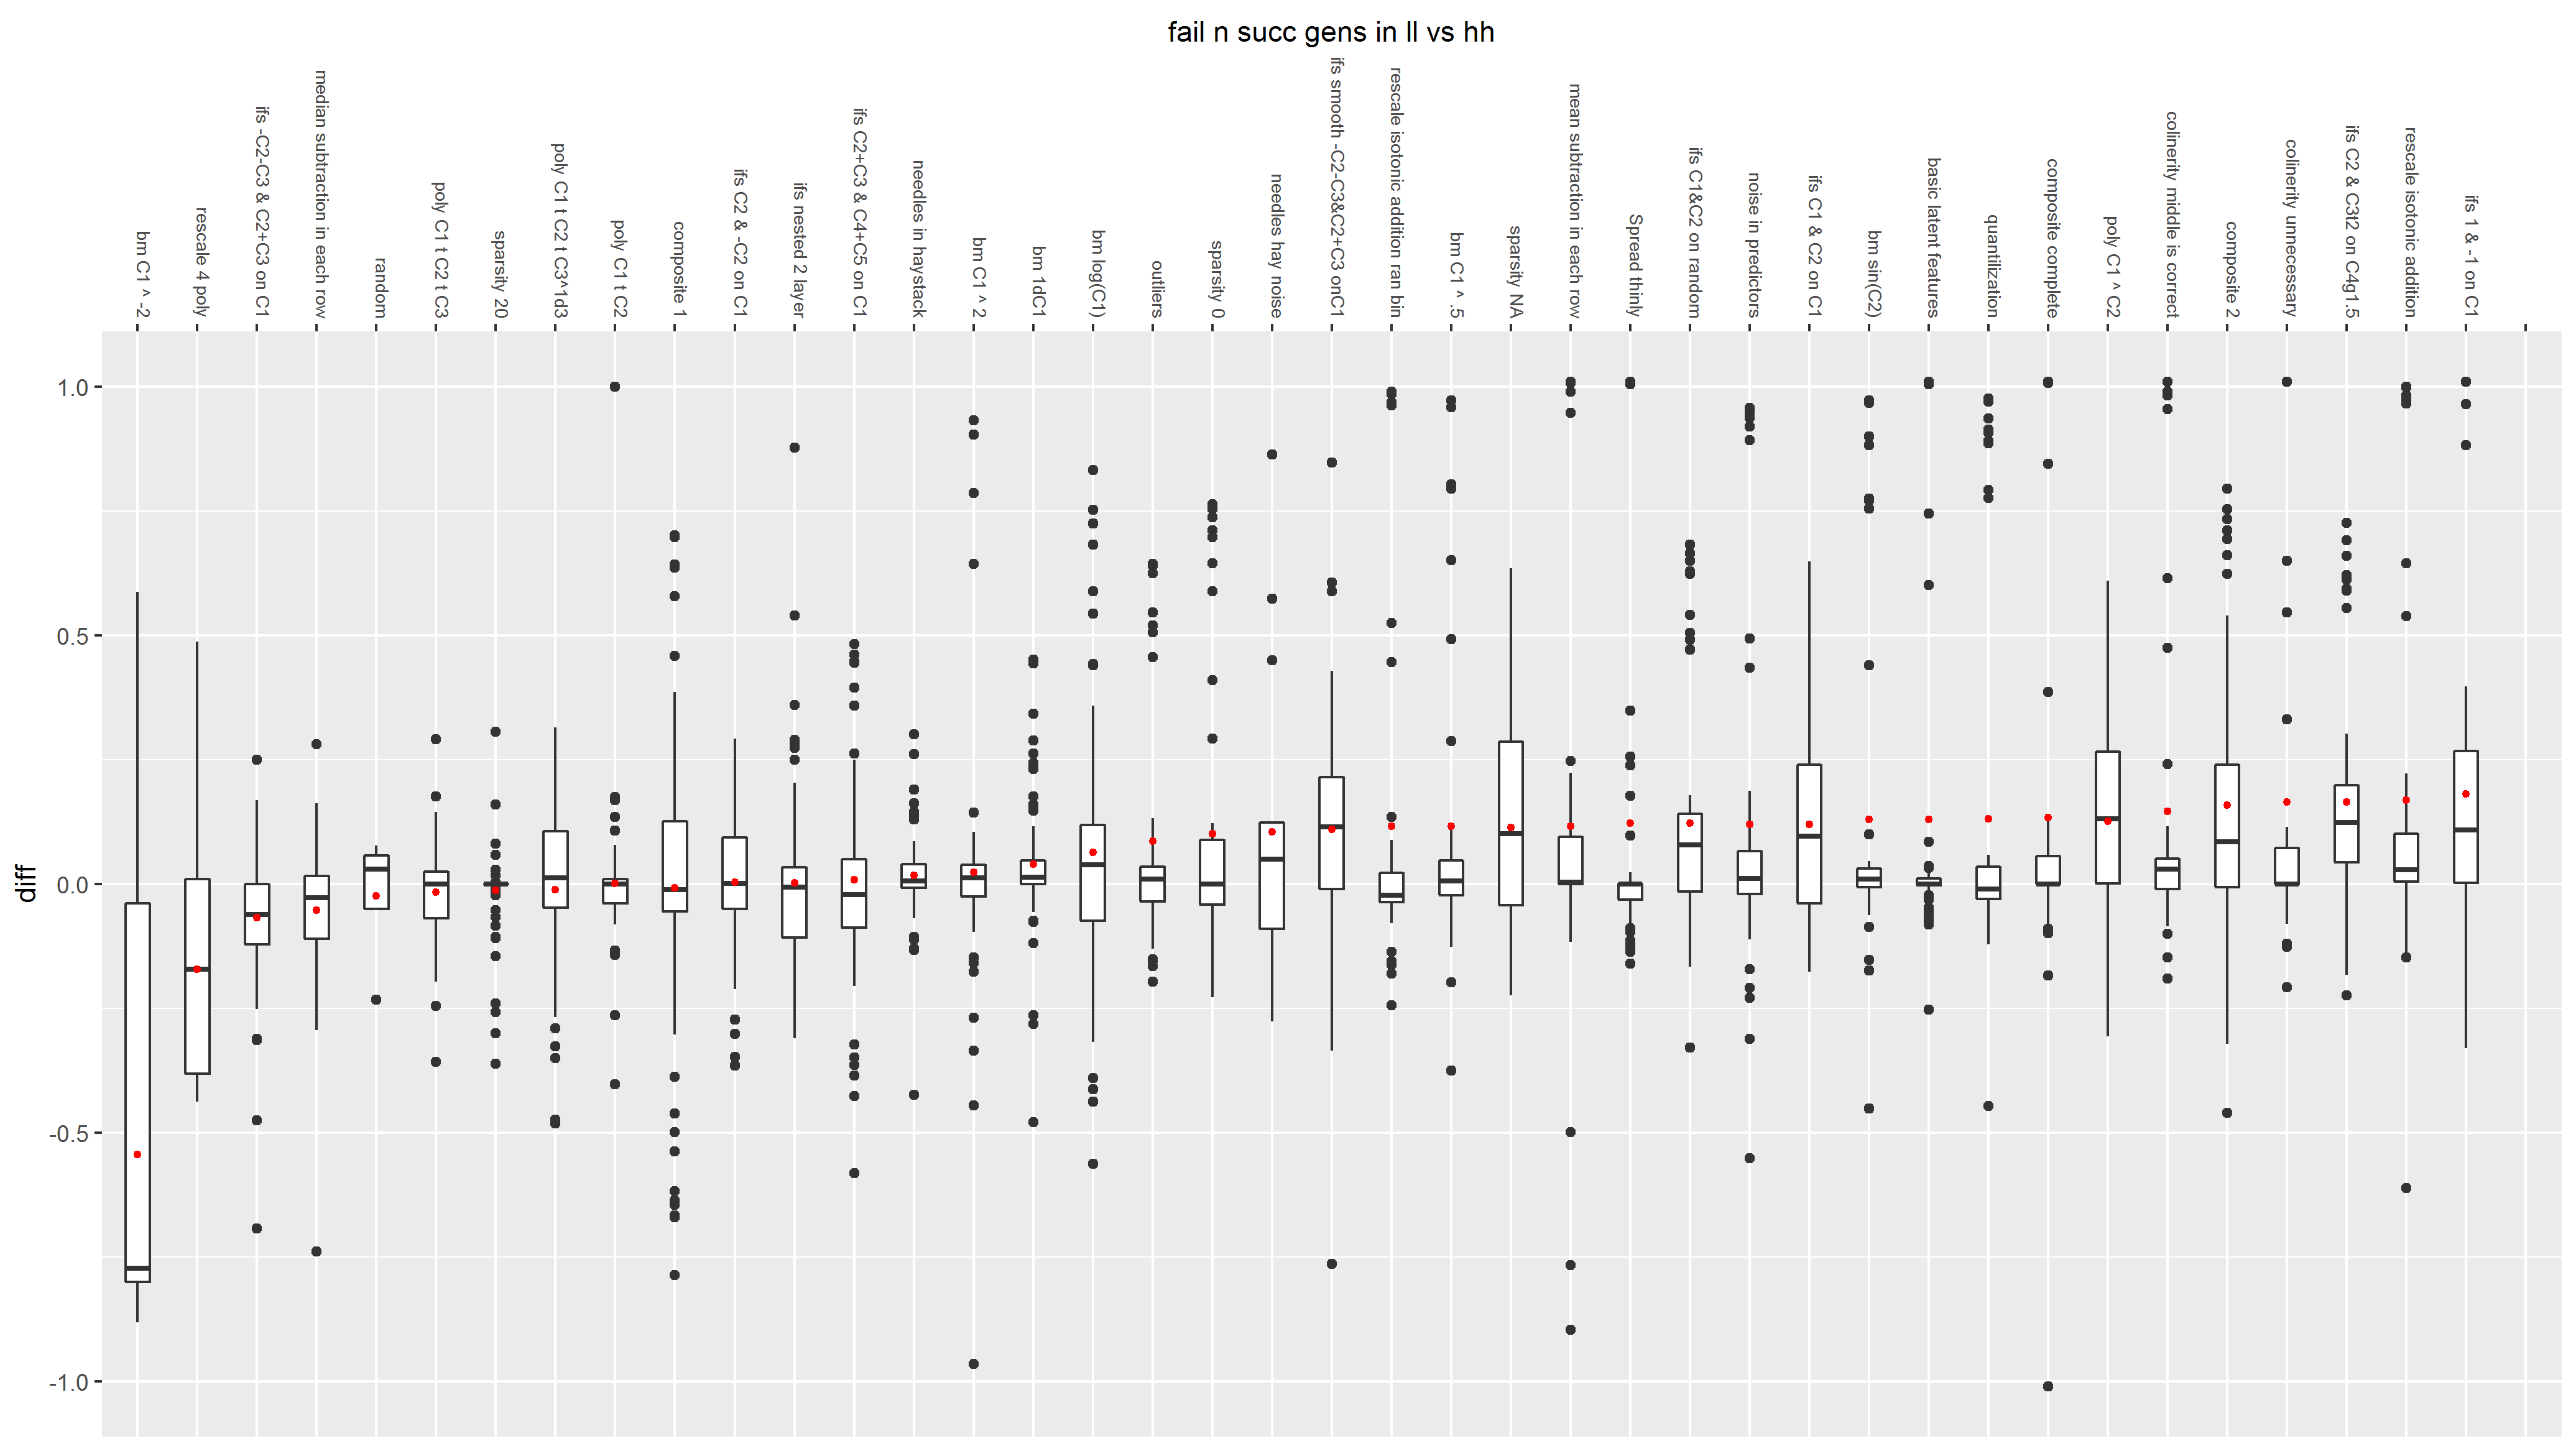 fail n succ gens in ll vs hh
bm C1 ^ -2
rescale 4 poly
ifs -C2-C3 & C2+C3 on C1
median subtraction in each row
random
poly C1 t C2 t C3
sparsity 20
poly C1 t C2 t C3^1d3
poly C1 t C2
composite 1
ifs C2 & -C2 on C1
ifs nested 2 layer
ifs C2+C3 & C4+C5 on C1
needles in haystack
bm C1 ^ 2
bm 1dC1
bm log(C1)
outliers
sparsity 0
needles hay noise
ifs smooth -C2-C3&C2+C3 onC1
rescale isotonic addition ran bin
bm C1 ^ .5
sparsity NA
mean subtraction in each row
Spread thinly
ifs C1&C2 on random
noise in predictors
ifs C1 & C2 on C1
bm sin(C2)
basic latent features
quantilization
composite complete
poly C1 ^ C2
colinerity middle is correct
composite 2
colinerity unnecessary
ifs C2 & C3t2 on C4g1.5
rescale isotonic addition
ifs 1 & -1 on C1
1.0
0.5
0.0
-0.5
-1.0
diff